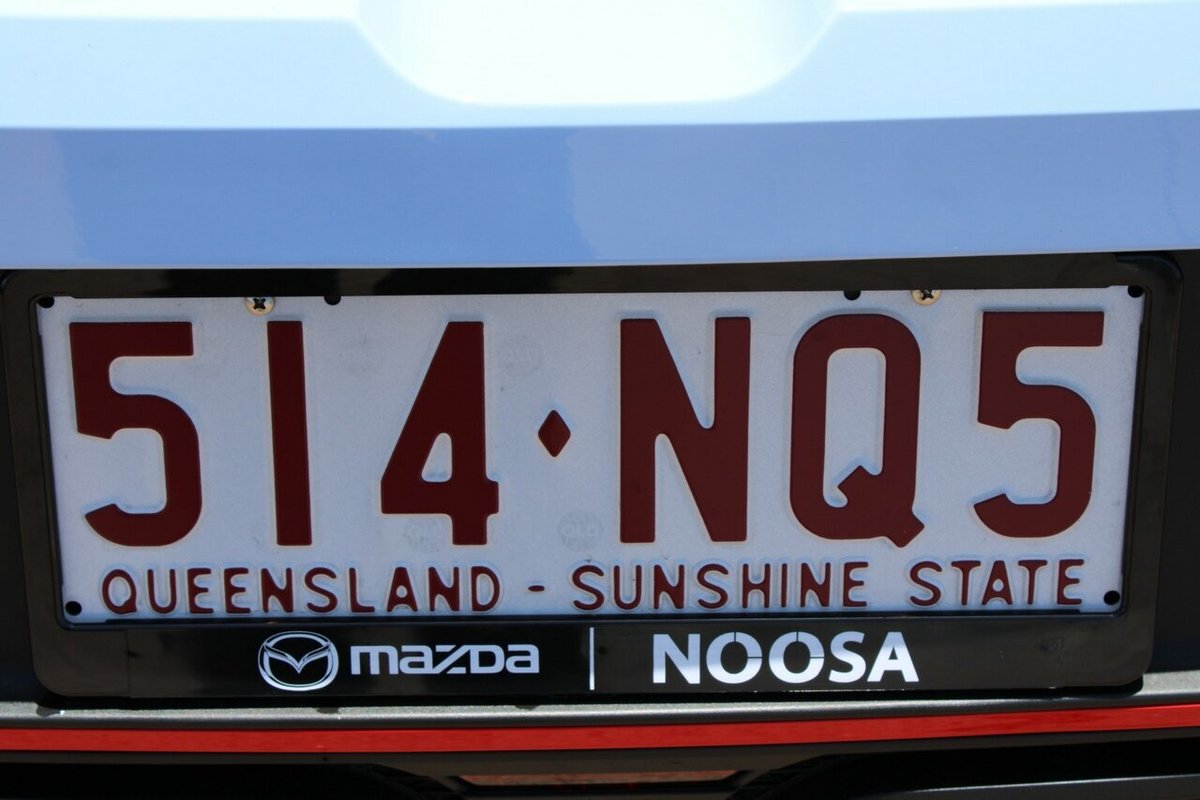 514♦NQ5
QUEENSLAND - SUNSHINE STATE
mazda | NOOSA